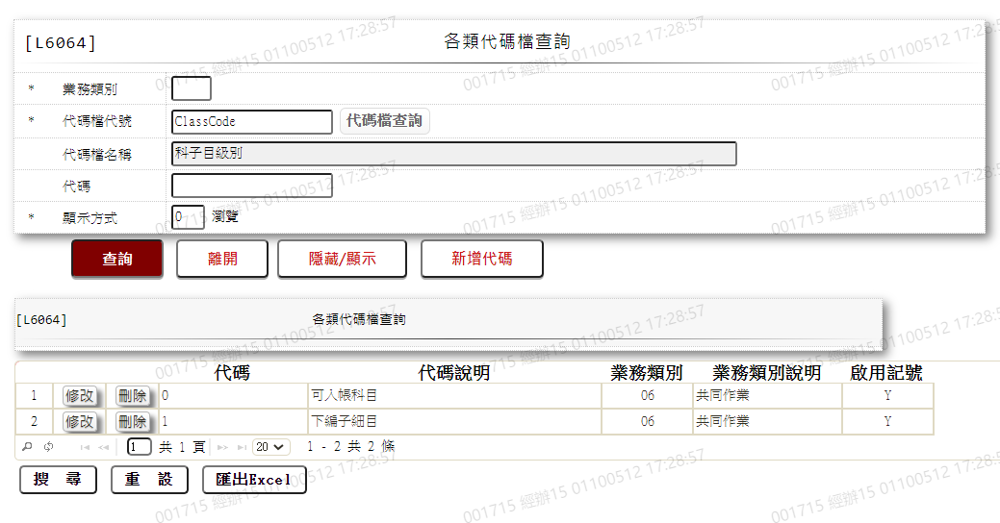 [L6064] 各類代碼檔查詢
* 業務類別
* 代碼檔代號 ClassCode 代碼檔查詢
代碼檔名稱 科子目級別
代碼
* 顯示方式 0 瀏覽
查詢 離開 隱藏/顯示 新增代碼
[L6064] 各類代碼檔查詢
代碼 代碼說明 業務類別 業務類別說明 啟用記號
1 修改 刪除 0 可入帳科目 06 共同作業 Y
2 修改 刪除 1 下編子細目 06 共同作業 Y
1 共 1 頁 20 1 - 2 共 2 條
搜 尋 重 設 匯出Excel
001715 經辦15 01100512 17:28:57